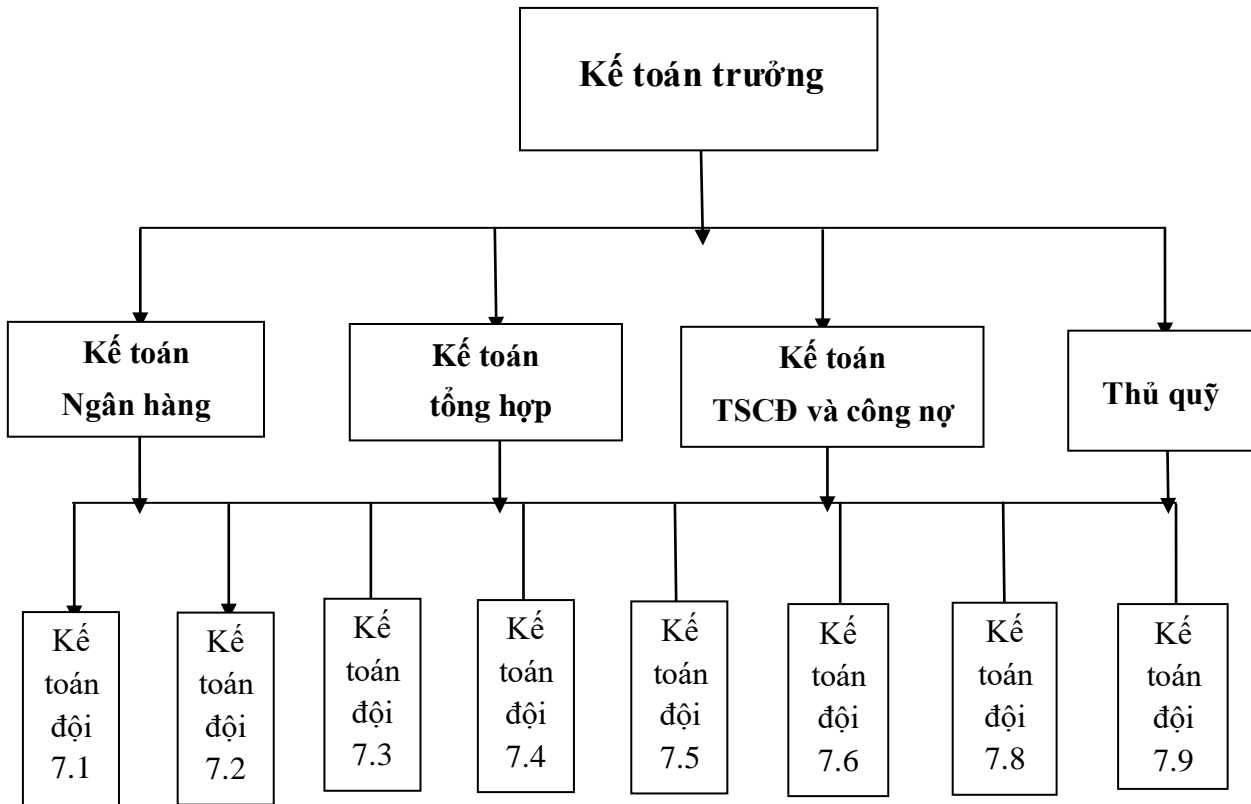 Kế toán trưởng
Kế toán
Ngân hàng
Kế toán
tổng hợp
Kế toán
TSCĐ và công nợ
Thủ quỹ
Kế
toán
đội
7.1
Kế
toán
đội
7.2
Kế
toán
đội
7.3
Kế
toán
đội
7.4
Kế
toán
đội
7.5
Kế
toán
đội
7.6
Kế
toán
đội
7.8
Kế
toán
đội
7.9